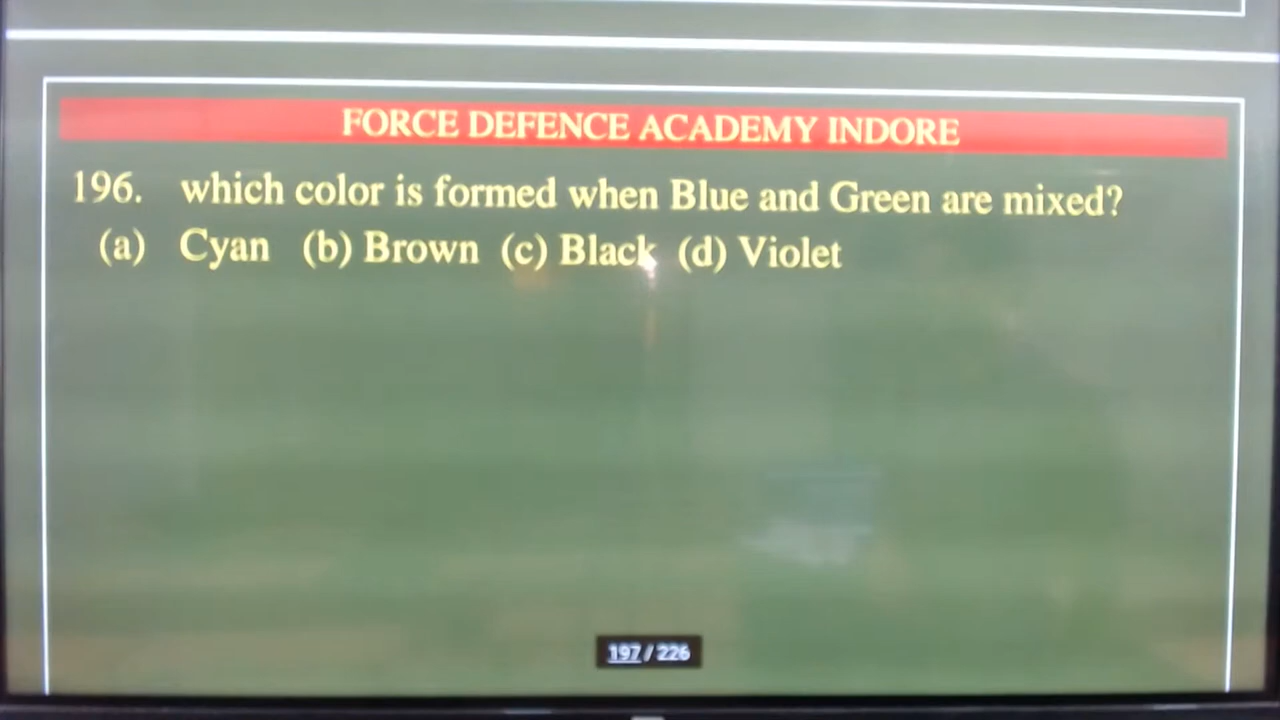 FORCE DEFENCE ACADEMY INDORE
196. which color is formed when Blue and Green are mixed?
(a) Cyan (b) Brown (c) Black (d) Violet
197 / 226